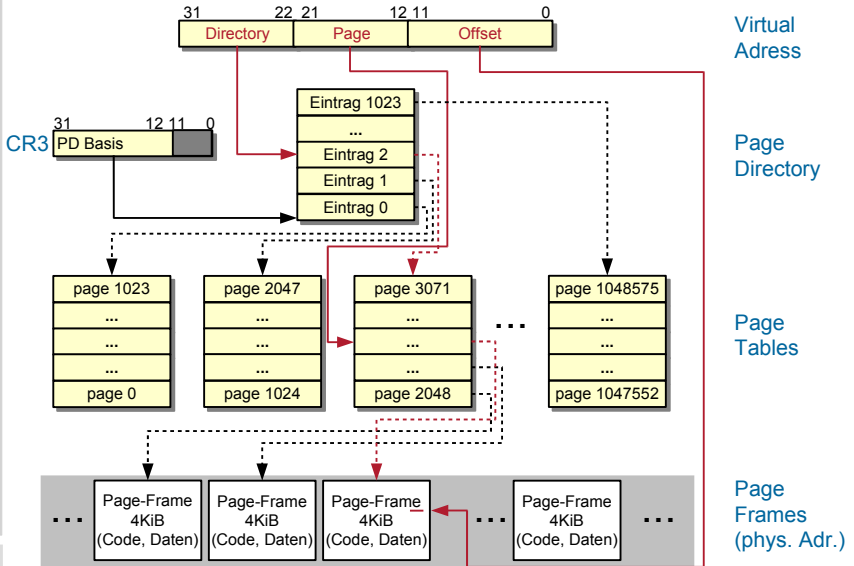 31 22 21 12 11 0
Directory Page Offset
Virtual
Adress
31 12 11 0
CR3 PD Basis
Eintrag 1023
...
Eintrag 2
Eintrag 1
Eintrag 0
Page
Directory
page 1023
...
...
...
page 0
page 2047
...
...
...
page 1024
page 3071
...
...
...
page 2048
...
page 1048575
...
...
...
page 1047552
Page
Tables
...
Page-Frame
4KiB
(Code, Daten)
Page-Frame
4KiB
(Code, Daten)
Page-Frame
4KiB
(Code, Daten)
...
Page-Frame
4KiB
(Code, Daten)
...
Page
Frames
(phys. Adr.)